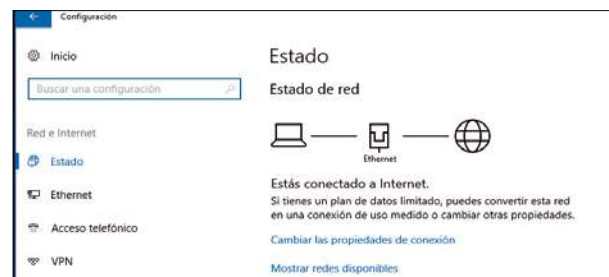 Configuración
Inicio
Buscar una configuración
Red e Internet
Estado
Ethernet
Acceso telefónico
VPN
Estado
Estado de red
Ethernet
Estás conectado a Internet.
Si tienes un plan de datos limitado, puedes convertir esta red
en una conexión de uso medido o cambiar otras propiedades.
Cambiar las propiedades de conexión
Mostrar redes disponibles